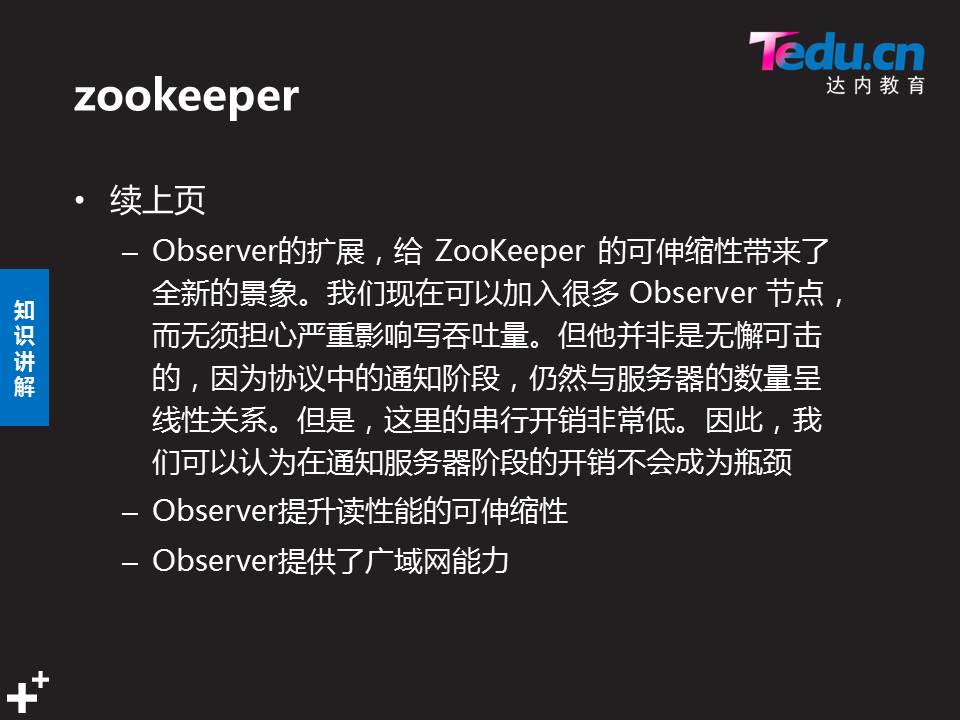 Tedu.cn
达内教育
zookeeper
• 续上页
知识讲解
– Observer的扩展，给 ZooKeeper 的可伸缩性带来了
全新的景象。我们现在可以加入很多 Observer 节点，
而无须担心严重影响写吞吐量。但他并非是无懈可击
的，因为协议中的通知阶段，仍然与服务器的数量呈
线性关系。但是，这里的串行开销非常低。因此，我
们可以认为在通知服务器阶段的开销不会成为瓶颈
– Observer提升读性能的可伸缩性
– Observer提供了广域网能力